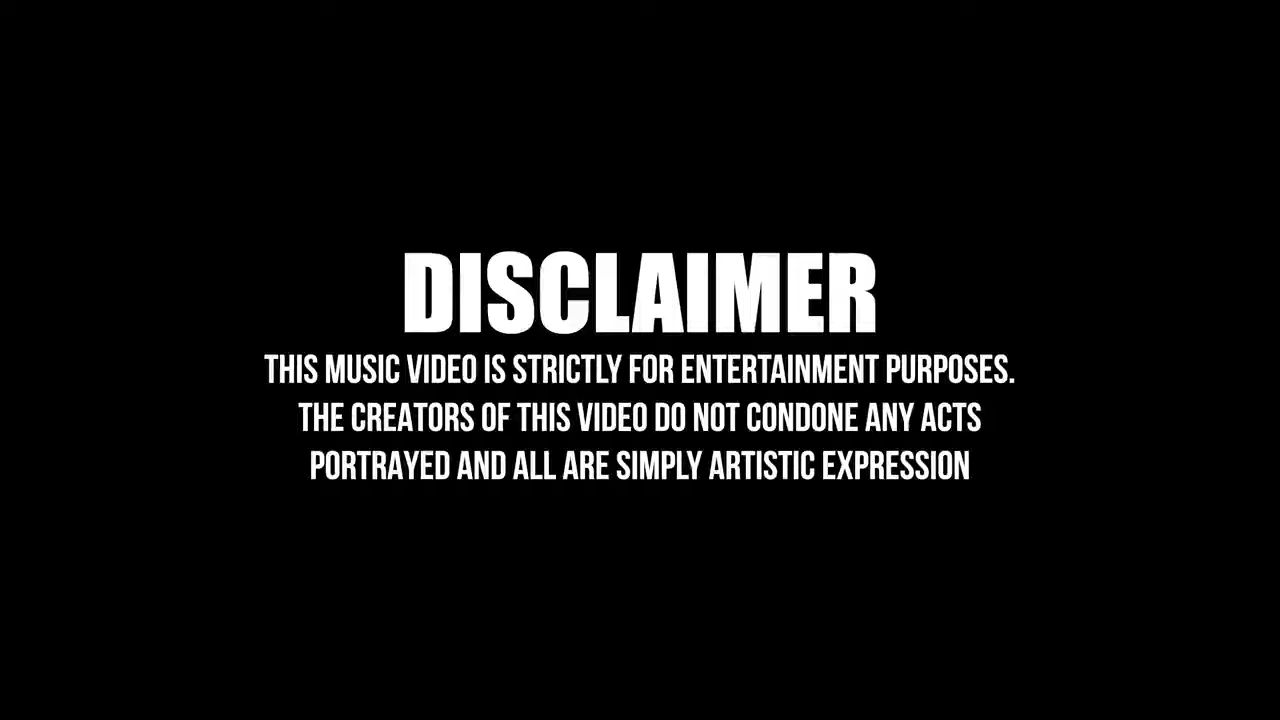 DISCLAIMER
THIS MUSIC VIDEO IS STRICTLY FOR ENTERTAINMENT PURPOSES.
THE CREATORS OF THIS VIDEO DO NOT CONDONE ANY ACTS
PORTRAYED AND ALL ARE SIMPLY ARTISTIC EXPRESSION